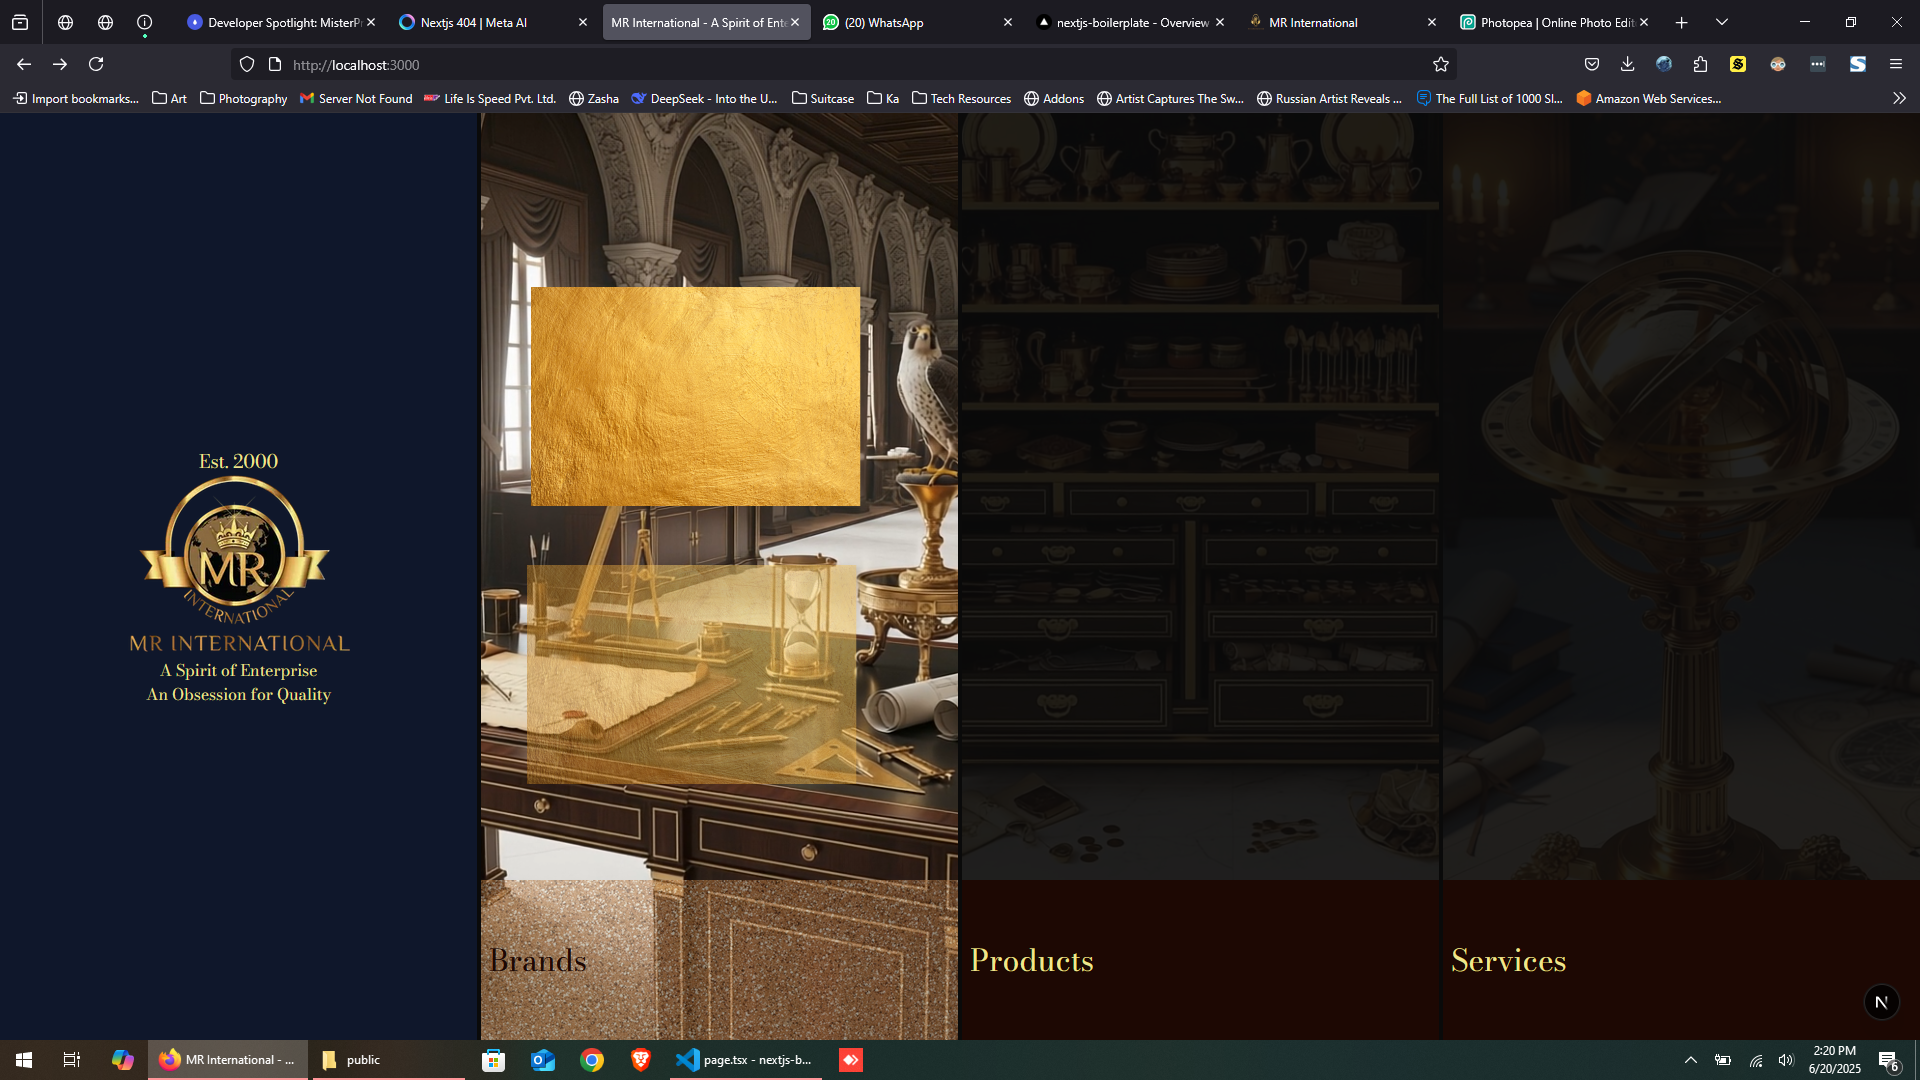 Developer Spotlight: MisterPr
Nextjs 404 | Meta AI
MR International - A Spirit of Ente
(20) WhatsApp
nextjs-boilerplate - Overview
MR International
Photopea | Online Photo Edit
http://localhost:3000
Import bookmarks...
Art
Photography
Server Not Found
Life Is Speed Pvt. Ltd.
Zasha
DeepSeek - Into the U...
Suitcase
Ka
Tech Resources
Addons
Artist Captures The Sw...
Russian Artist Reveals ...
The Full List of 1000 Sl...
Amazon Web Services...
Est. 2000
MR
INTERNATIONAL
MR INTERNATIONAL
A Spirit of Enterprise
An Obsession for Quality
Brands
Products
Services
N
MR International - ...
public
page.tsx - nextjs-b...
2:20 PM
6/20/2025
6